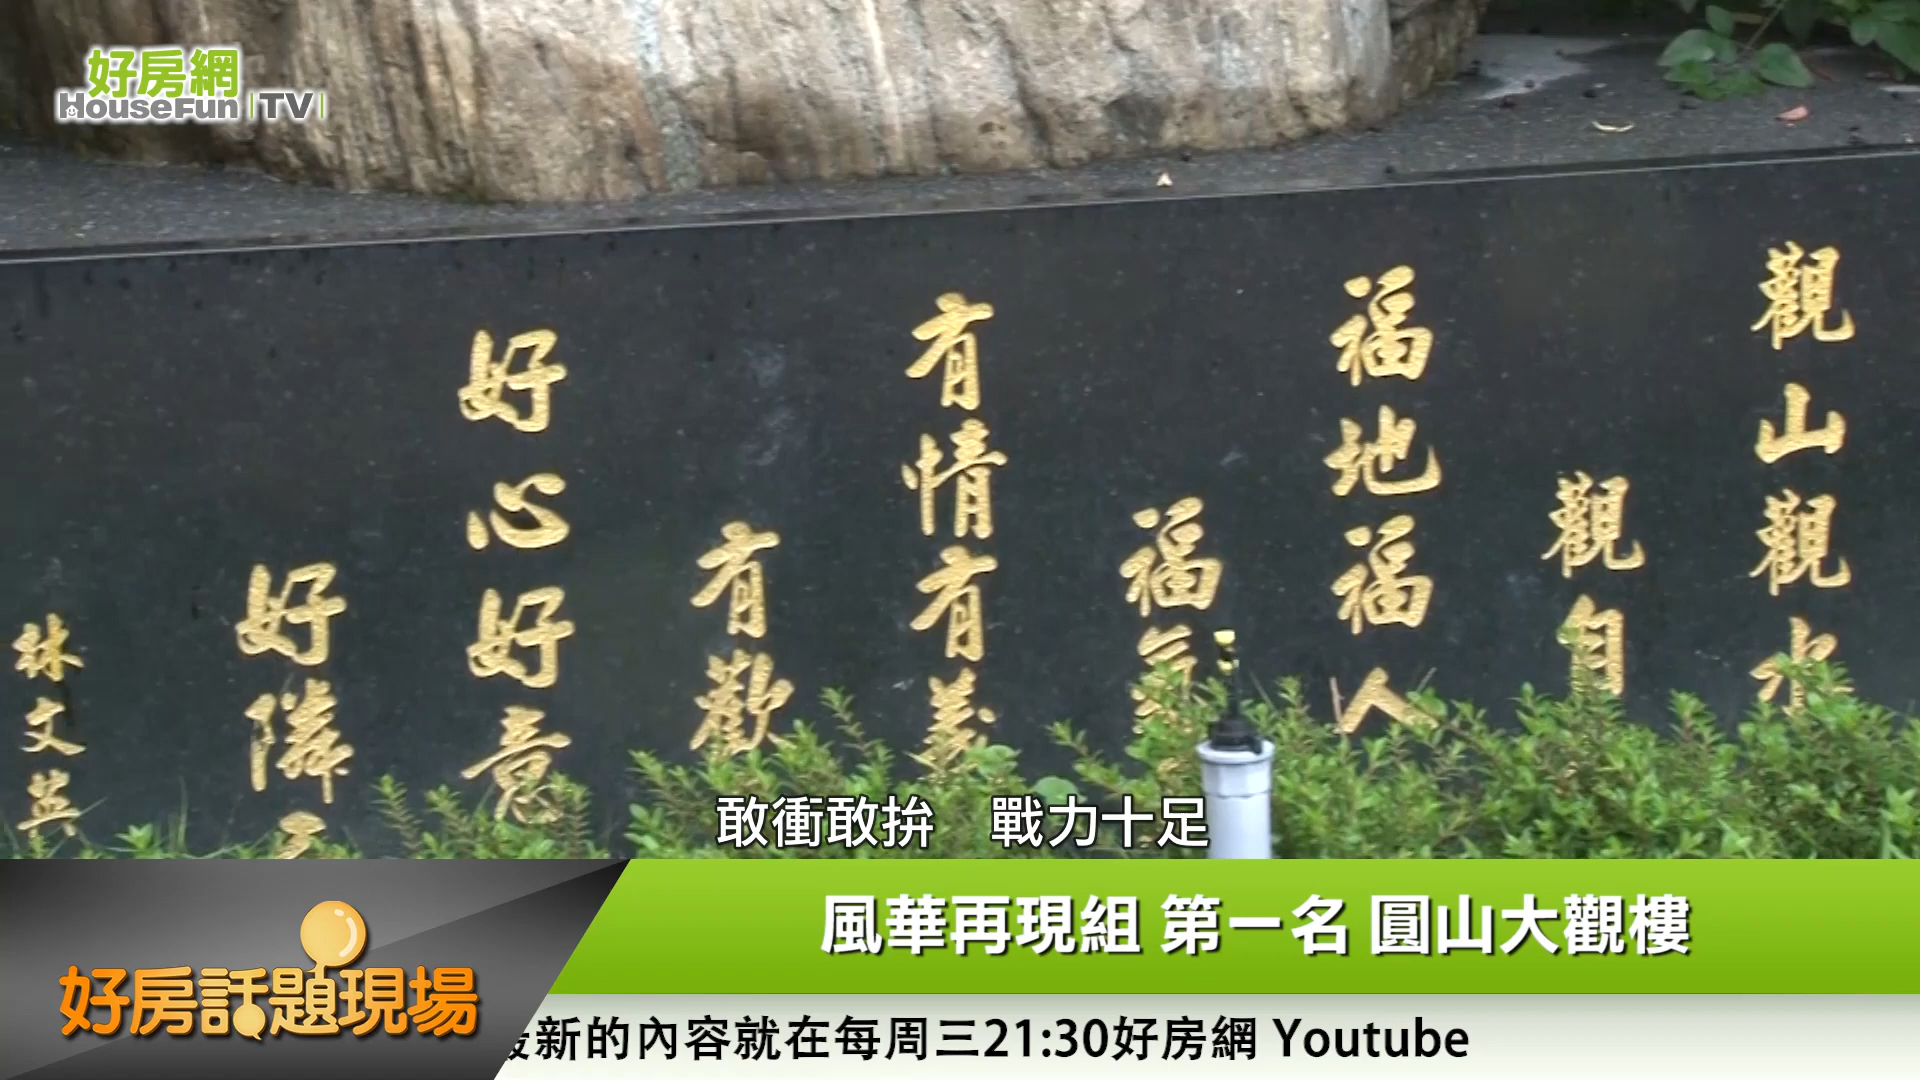 好房網
HouseFun TV
觀山觀水
觀自
福地福人
福氣
有情有義
有歡
好心好意
好隣
林文英
敢衝敢拚 戰力十足
風華再現組 第一名 圓山大觀樓
好房話題現場
新的內容就在每周三21:30好房網 Youtube